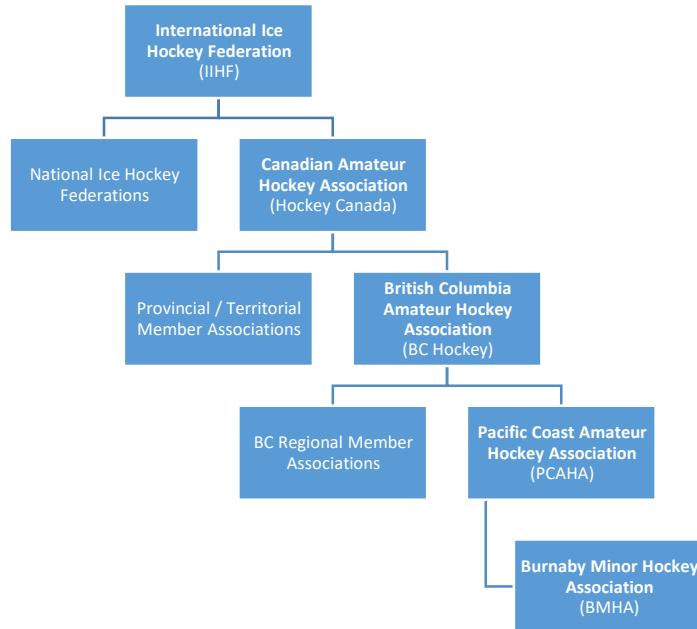 International Ice
Hockey Federation
(IIHF)
National Ice Hockey
Federations
Canadian Amateur
Hockey Association
(Hockey Canada)
Provincial / Territorial
Member Associations
British Columbia
Amateur Hockey
Association
(BC Hockey)
BC Regional Member
Associations
Pacific Coast Amateur
Hockey Association
(PCAHA)
Burnaby Minor Hockey
Association
(BMHA)